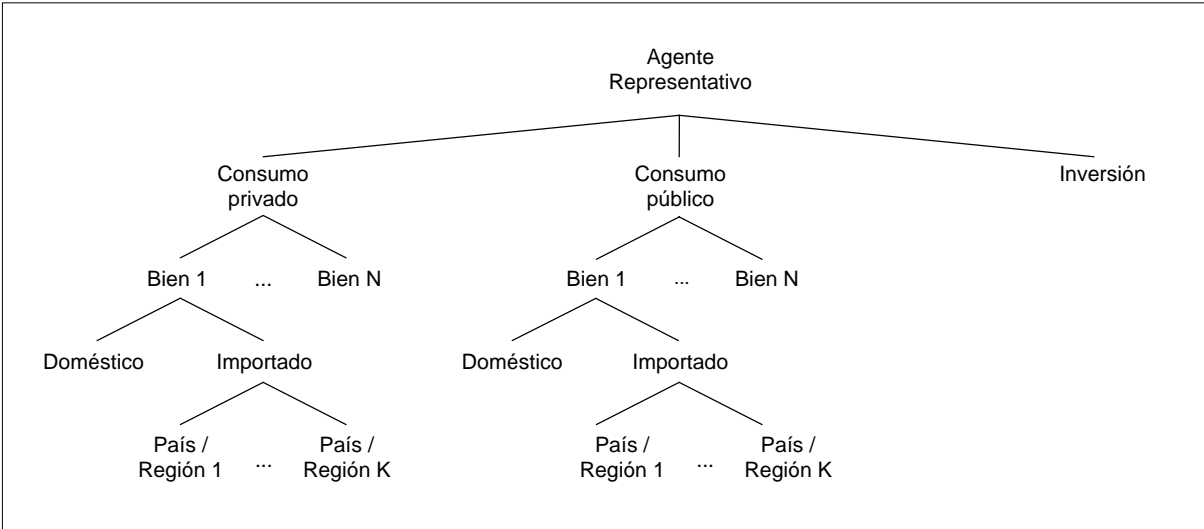 Agente
Representativo
Consumo
privado
Consumo
público
Inversión
Bien 1 ... Bien N
Bien 1 ... Bien N
Doméstico Importado
Doméstico Importado
País /
Región 1 ... País /
Región K
País /
Región 1 ... País /
Región K